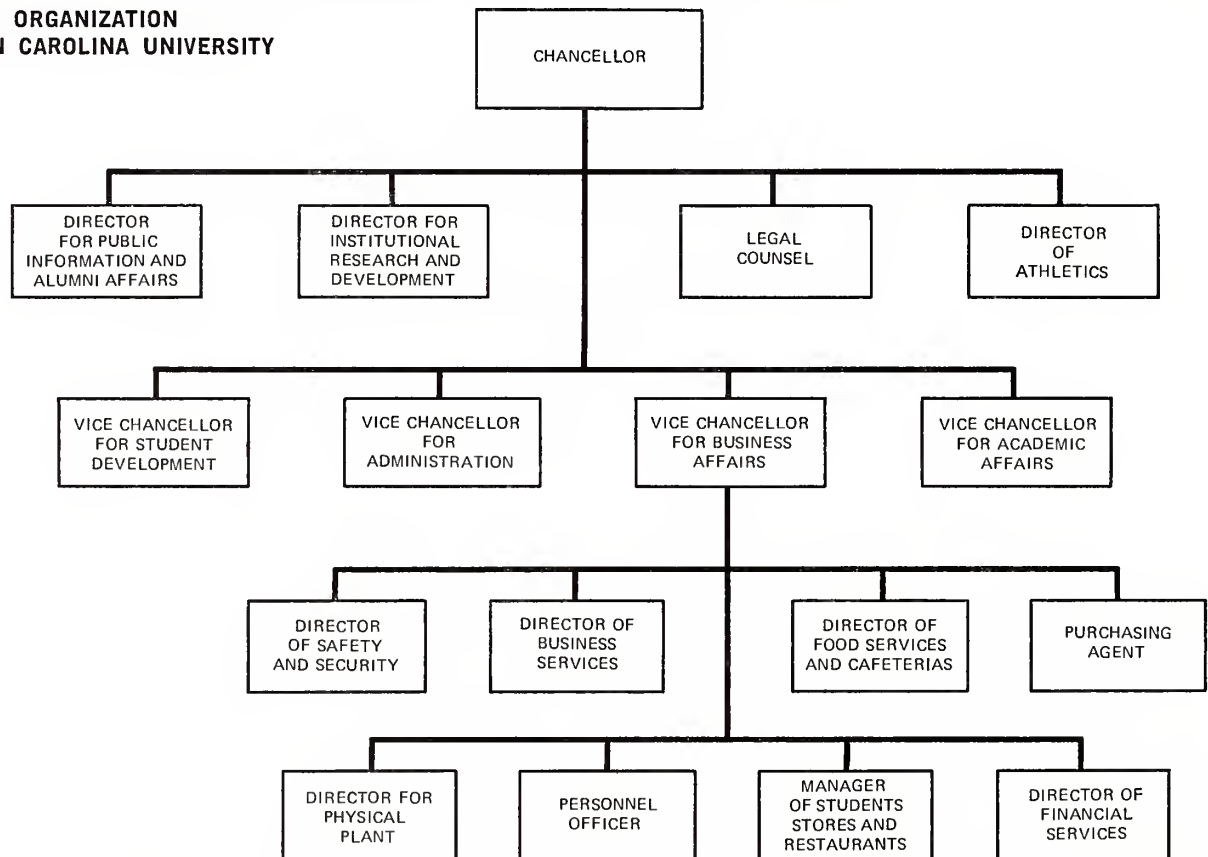 ORGANIZATION
CAROLINA UNIVERSITY
CHANCELLOR
DIRECTOR
FOR PUBLIC
INFORMATION AND
ALUMNI AFFAIRS
DIRECTOR FOR
INSTITUTIONAL
RESEARCH AND
DEVELOPMENT
LEGAL
COUNSEL
DIRECTOR
OF
ATHLETICS
VICE CHANCELLOR
FOR STUDENT
DEVELOPMENT
VICE CHANCELLOR
FOR
ADMINISTRATION
VICE CHANCELLOR
FOR BUSINESS
AFFAIRS
VICE CHANCELLOR
FOR ACADEMIC
AFFAIRS
DIRECTOR
OF SAFETY
AND SECURITY
DIRECTOR OF
BUSINESS
SERVICES
DIRECTOR OF
FOOD SERVICES
AND CAFETERIAS
PURCHASING
AGENT
DIRECTOR FOR
PHYSICAL
PLANT
PERSONNEL
OFFICER
MANAGER
OF STUDENTS
STORES AND
RESTAURANTS
DIRECTOR OF
FINANCIAL
SERVICES